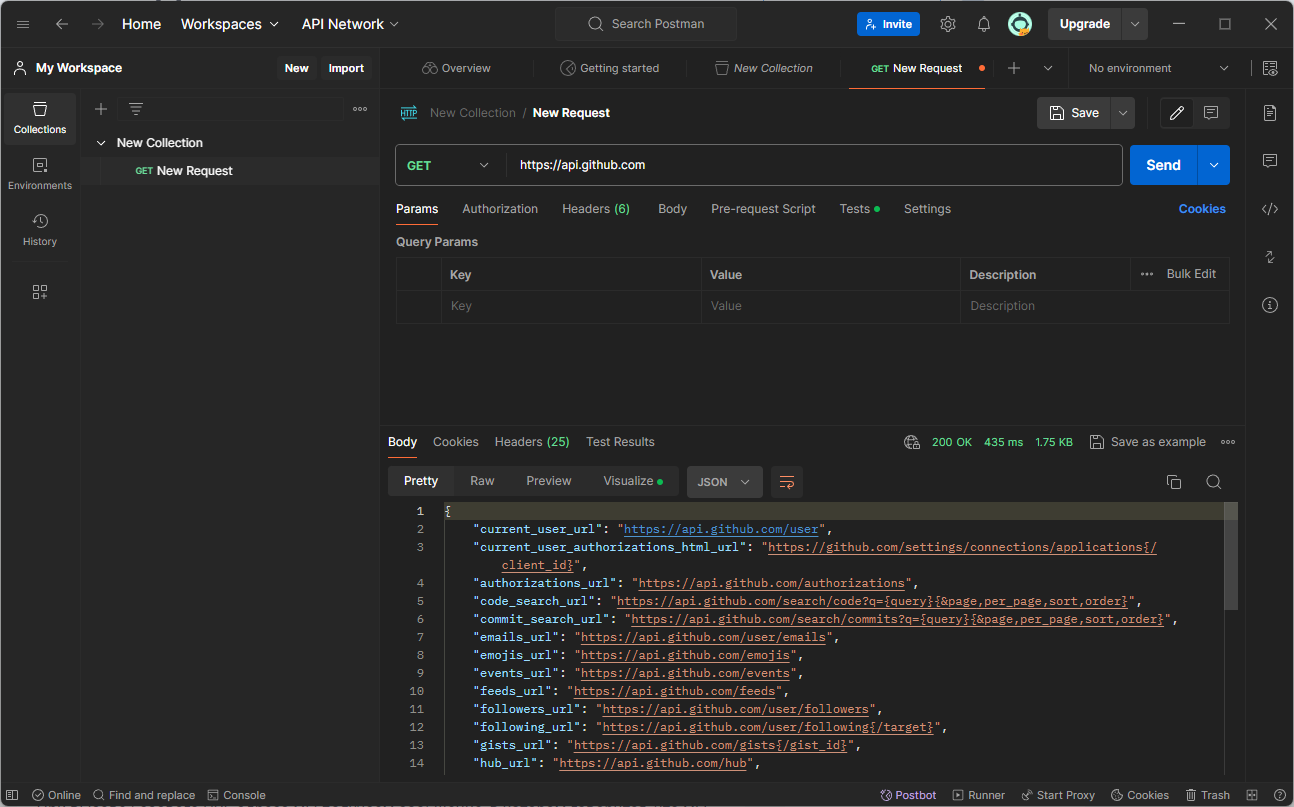 Home Workspaces API Network Search Postman Invite Upgrade
My Workspace New Import Overview Getting started New Collection GET New Request No environment
New Collection / New Request Save
Collections
New Collection
GET New Request
Environments
History
GET https://api.github.com Send
Params Authorization Headers (6) Body Pre-request Script Tests Settings Cookies
Query Params
Key Value Description Bulk Edit
Key Value Description
Body Cookies Headers (25) Test Results 200 OK 435 ms 1.75 KB Save as example
Pretty Raw Preview Visualize JSON
1 {
2 "current_user_url": "https://api.github.com/user",
3 "current_user_authorizations_html_url": "https://github.com/settings/connections/applications{/
client_id}",
4 "authorizations_url": "https://api.github.com/authorizations",
5 "code_search_url": "https://api.github.com/search/code?q={query}{&page,per_page,sort,order}",
6 "commit_search_url": "https://api.github.com/search/commits?q={query}{&page,per_page,sort,order}",
7 "emails_url": "https://api.github.com/user/emails",
8 "emojis_url": "https://api.github.com/emojis",
9 "events_url": "https://api.github.com/events",
10 "feeds_url": "https://api.github.com/feeds",
11 "followers_url": "https://api.github.com/user/followers",
12 "following_url": "https://api.github.com/user/following{/target}",
13 "gists_url": "https://api.github.com/gists{/gist_id}",
14 "hub_url": "https://api.github.com/hub",
Online Find and replace Console Postbot Runner Start Proxy Cookies Trash